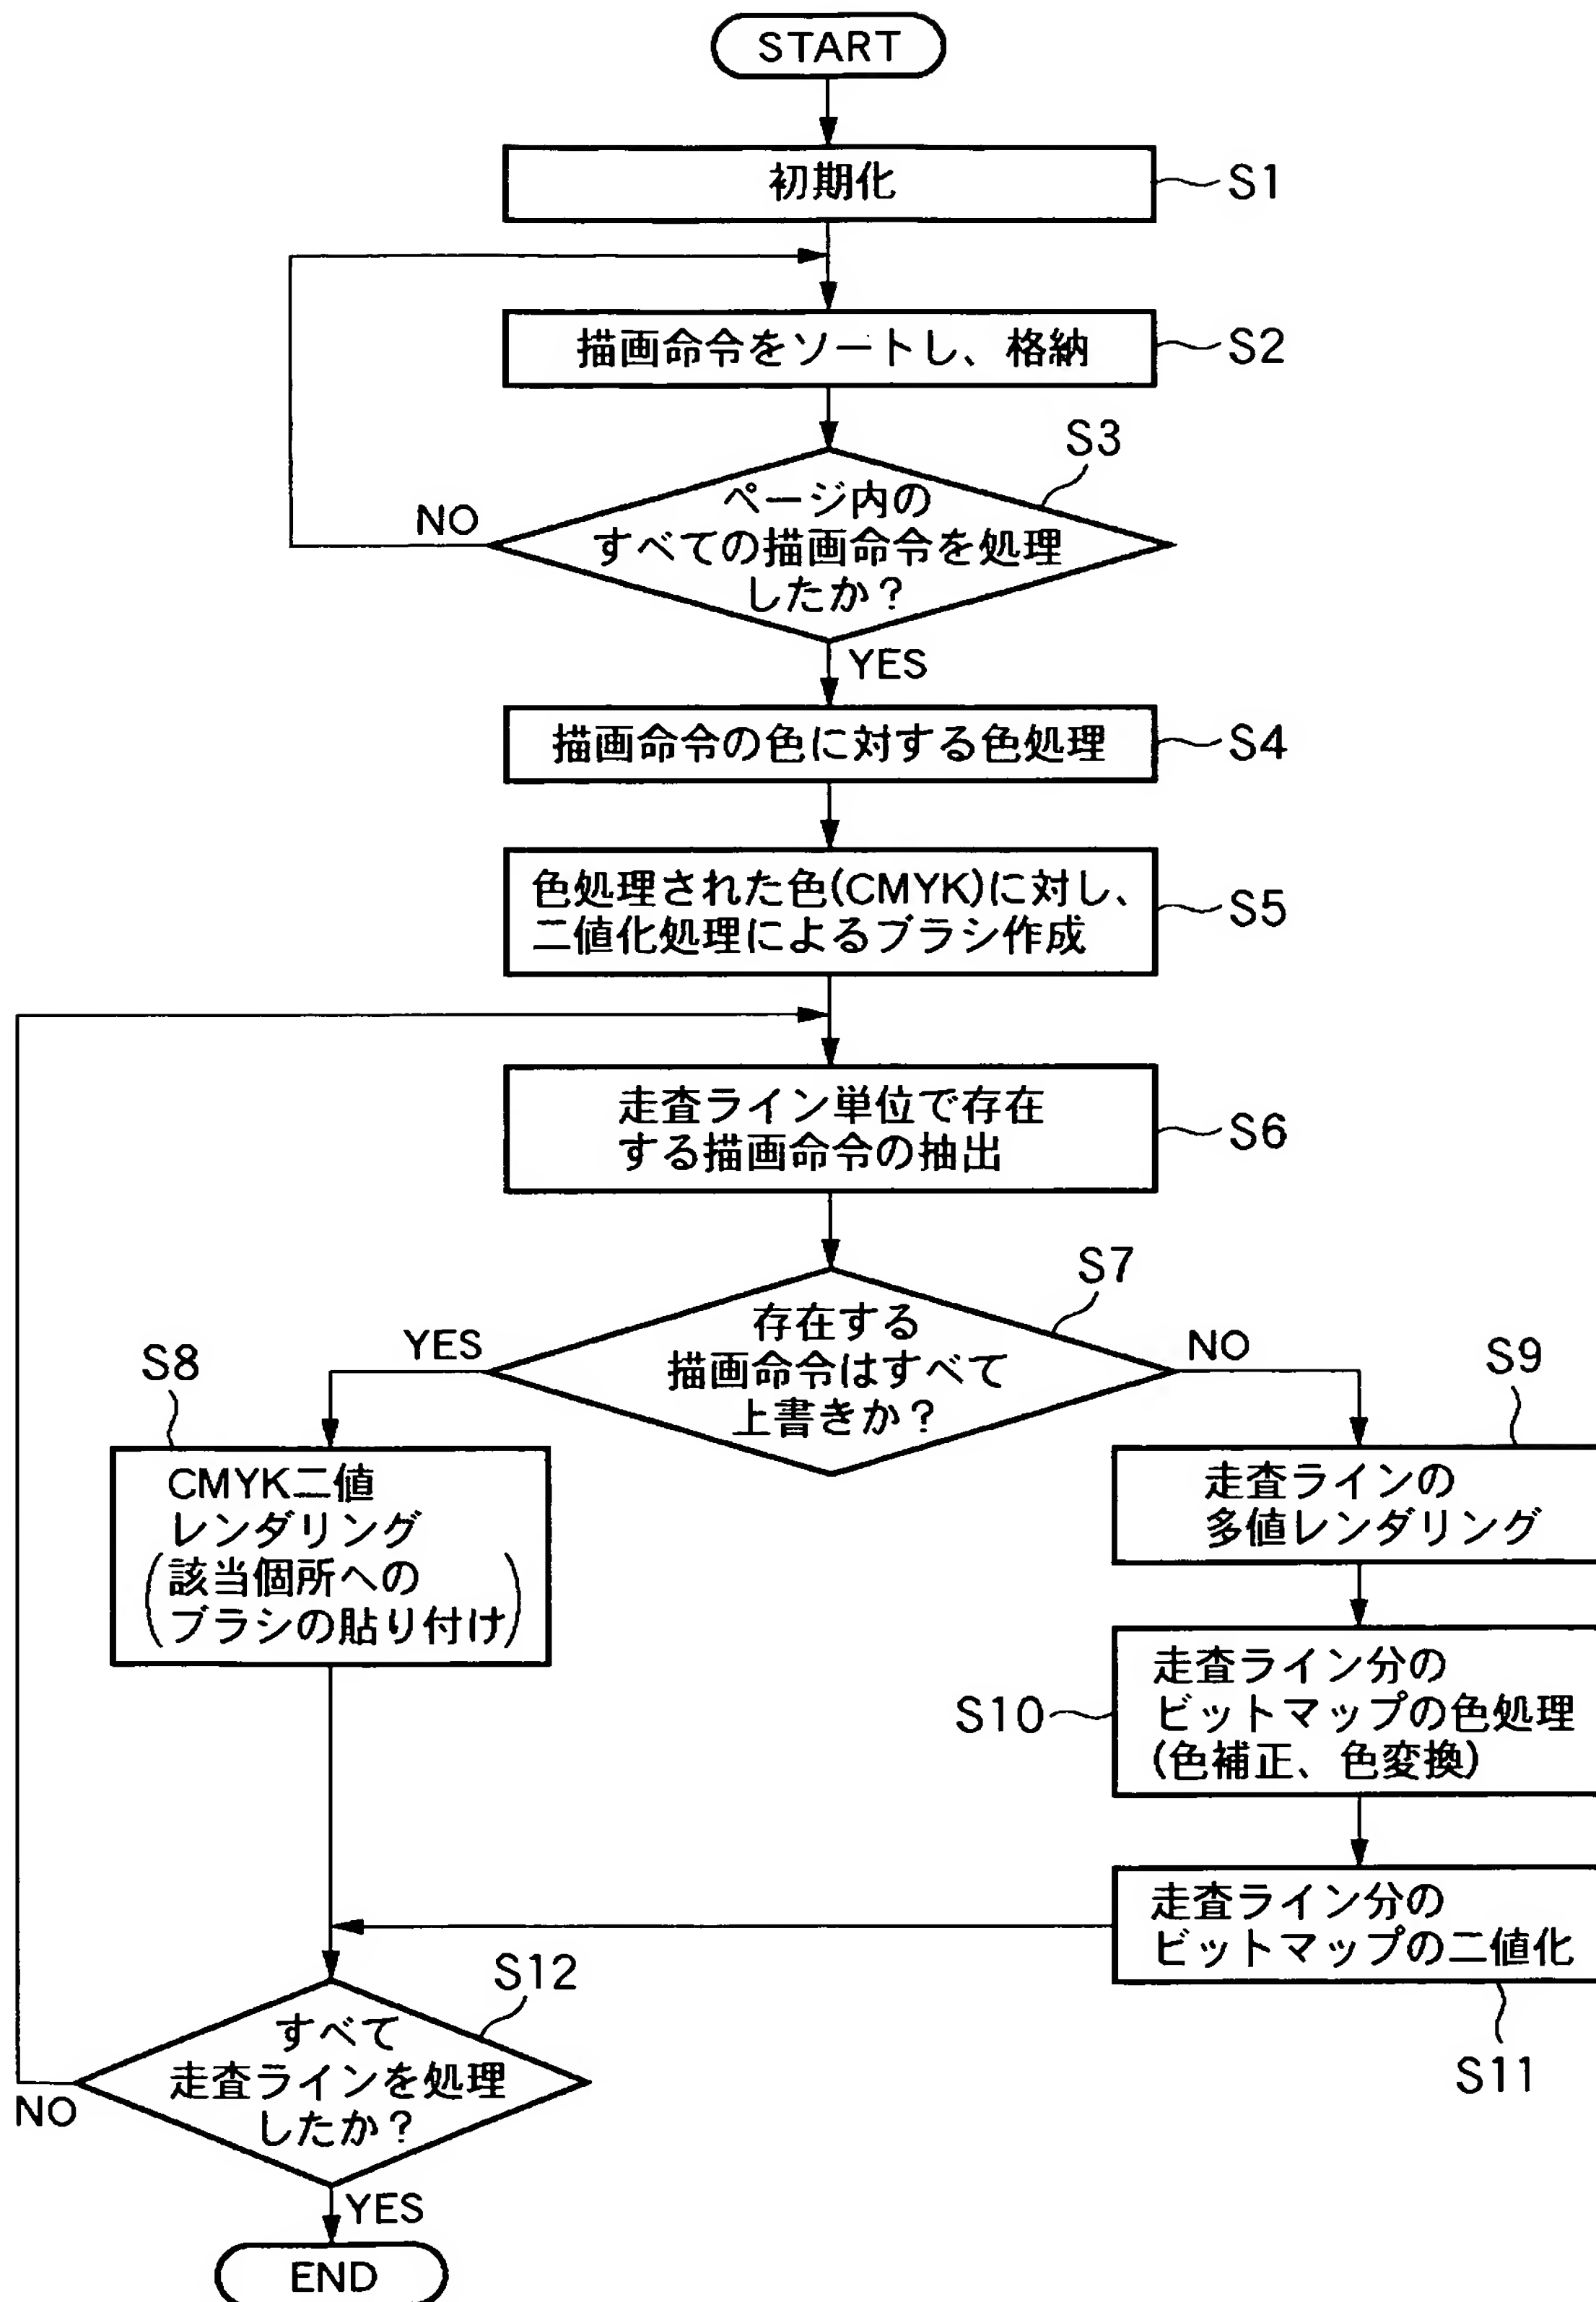 START
初期化
S1
描画命令をソートし、格納
S2
S3
ページ内の
すべての描画命令を処理
したか?
NO
YES
描画命令の色に対する色処理
S4
色処理された色(CMYK)に対し、
二値化処理によるブラシ作成
S5
走査ライン単位で存在
する描画命令の抽出
S6
S7
存在する
描画命令はすべて
上書きか?
YES
NO
S8
CMYK二値
レンダリング
(該当個所への
ブラシの貼り付け)
S9
走査ラインの
多値レンダリング
S10
走査ライン分の
ビットマップの色処理
(色補正、色変換)
走査ライン分の
ビットマップの二値化
S11
S12
すべて
走査ラインを処理
したか?
NO
YES
END